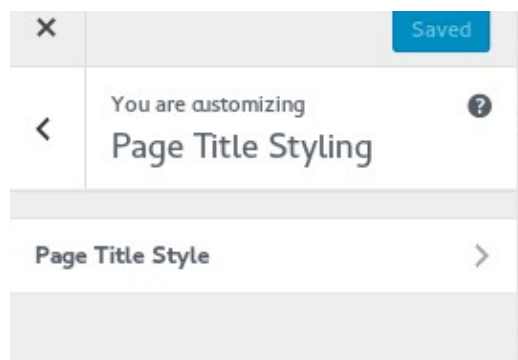 Saved
You are customizing
Page Title Styling
Page Title Style